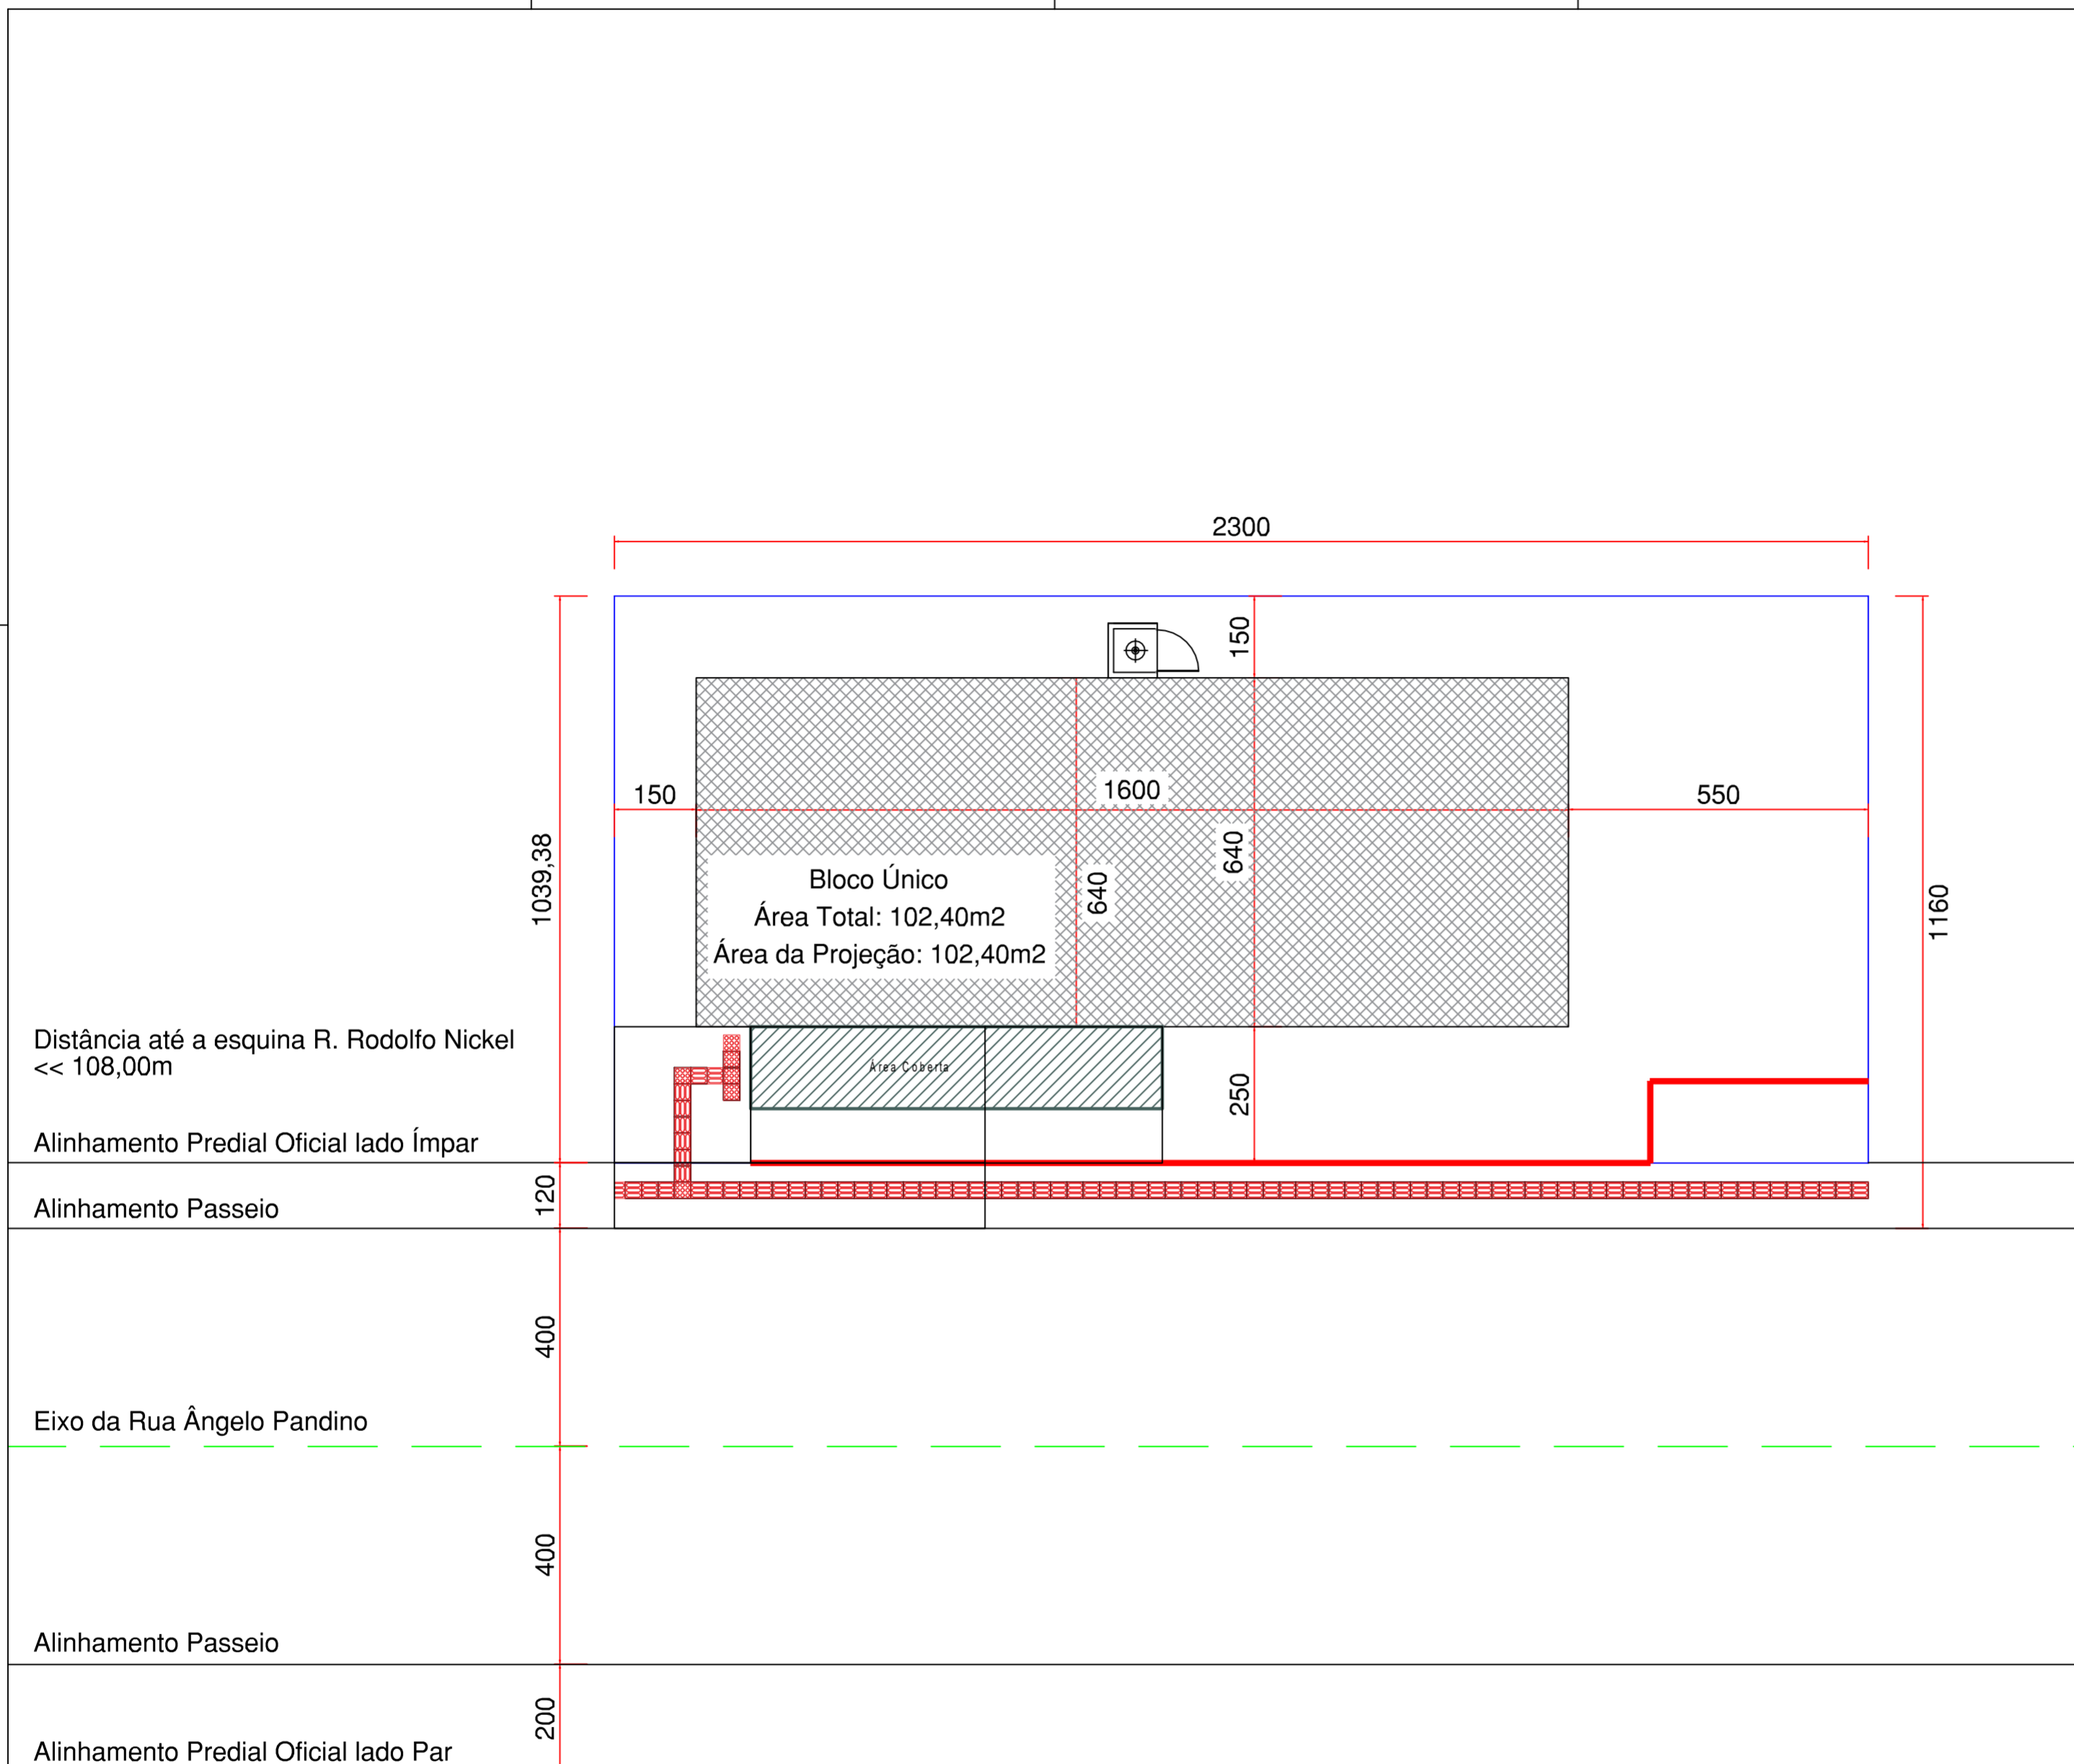 2300
150
150
1600
550
640
640
1039,38
1160
Bloco Único
Área Total: 102,40m2
Área da Projeção: 102,40m2
Distância até a esquina R. Rodolfo Nickel
<< 108,00m
Área Coberta
250
Alinhamento Predial Oficial lado Ímpar
120
Alinhamento Passeio
400
Eixo da Rua Ângelo Pandino
400
Alinhamento Passeio
200
Alinhamento Predial Oficial lado Par